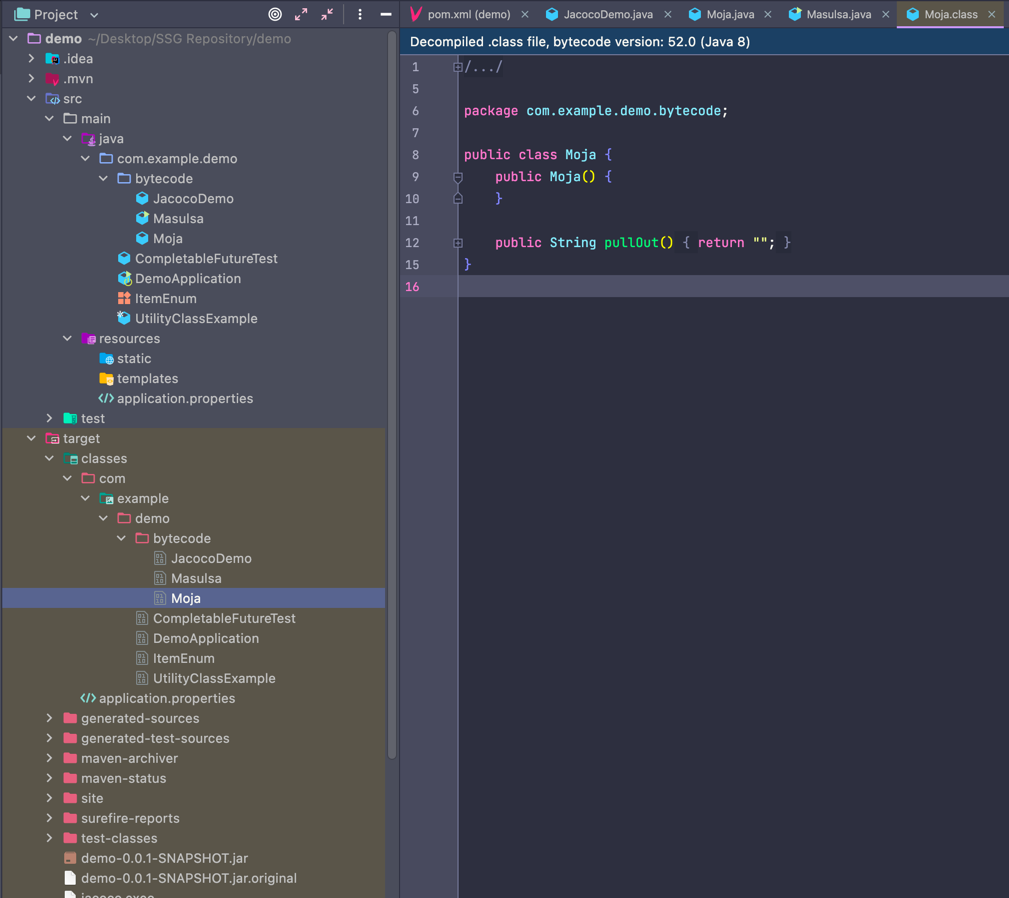 Project
pom.xml (demo)
JacocoDemo.java
Moja.java
Masulsa.java
Moja.class
demo ~/Desktop/SSG Repository/demo
.idea
.mvn
src
main
java
com.example.demo
bytecode
JacocoDemo
Masulsa
Moja
CompletableFutureTest
DemoApplication
ItemEnum
UtilityClassExample
resources
static
templates
application.properties
test
target
classes
com
example
demo
bytecode
JacocoDemo
Masulsa
Moja
CompletableFutureTest
DemoApplication
ItemEnum
UtilityClassExample
application.properties
generated-sources
generated-test-sources
maven-archiver
maven-status
site
surefire-reports
test-classes
demo-0.0.1-SNAPSHOT.jar
demo-0.0.1-SNAPSHOT.jar.original
Decompiled .class file, bytecode version: 52.0 (Java 8)
1 /.../
5
6 package com.example.demo.bytecode;
7
8 public class Moja {
9 public Moja() {
10 }
11
12 public String pullOut() { return ""; }
15 }
16